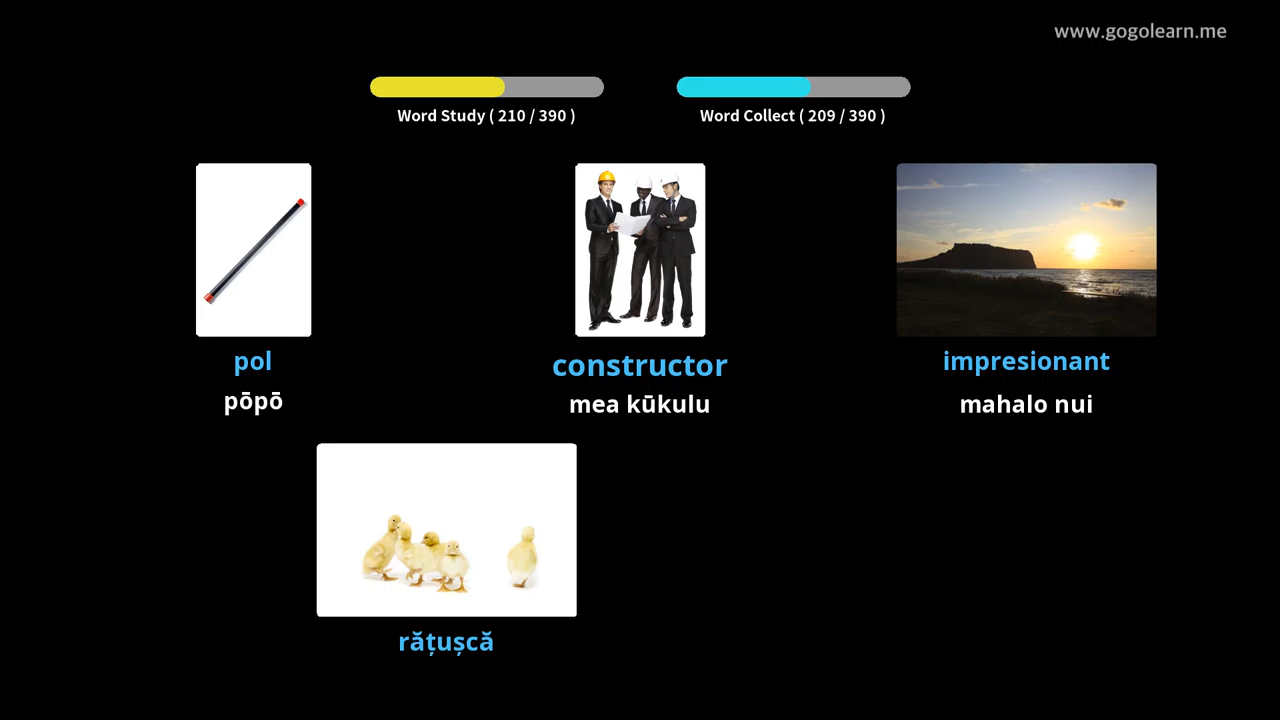 www.gogolearn.me
Word Study ( 210 / 390 )
Word Collect ( 209 / 390 )
pol
pōpō
constructor
mea kūkulu
impresionant
mahalo nui
rățușcă